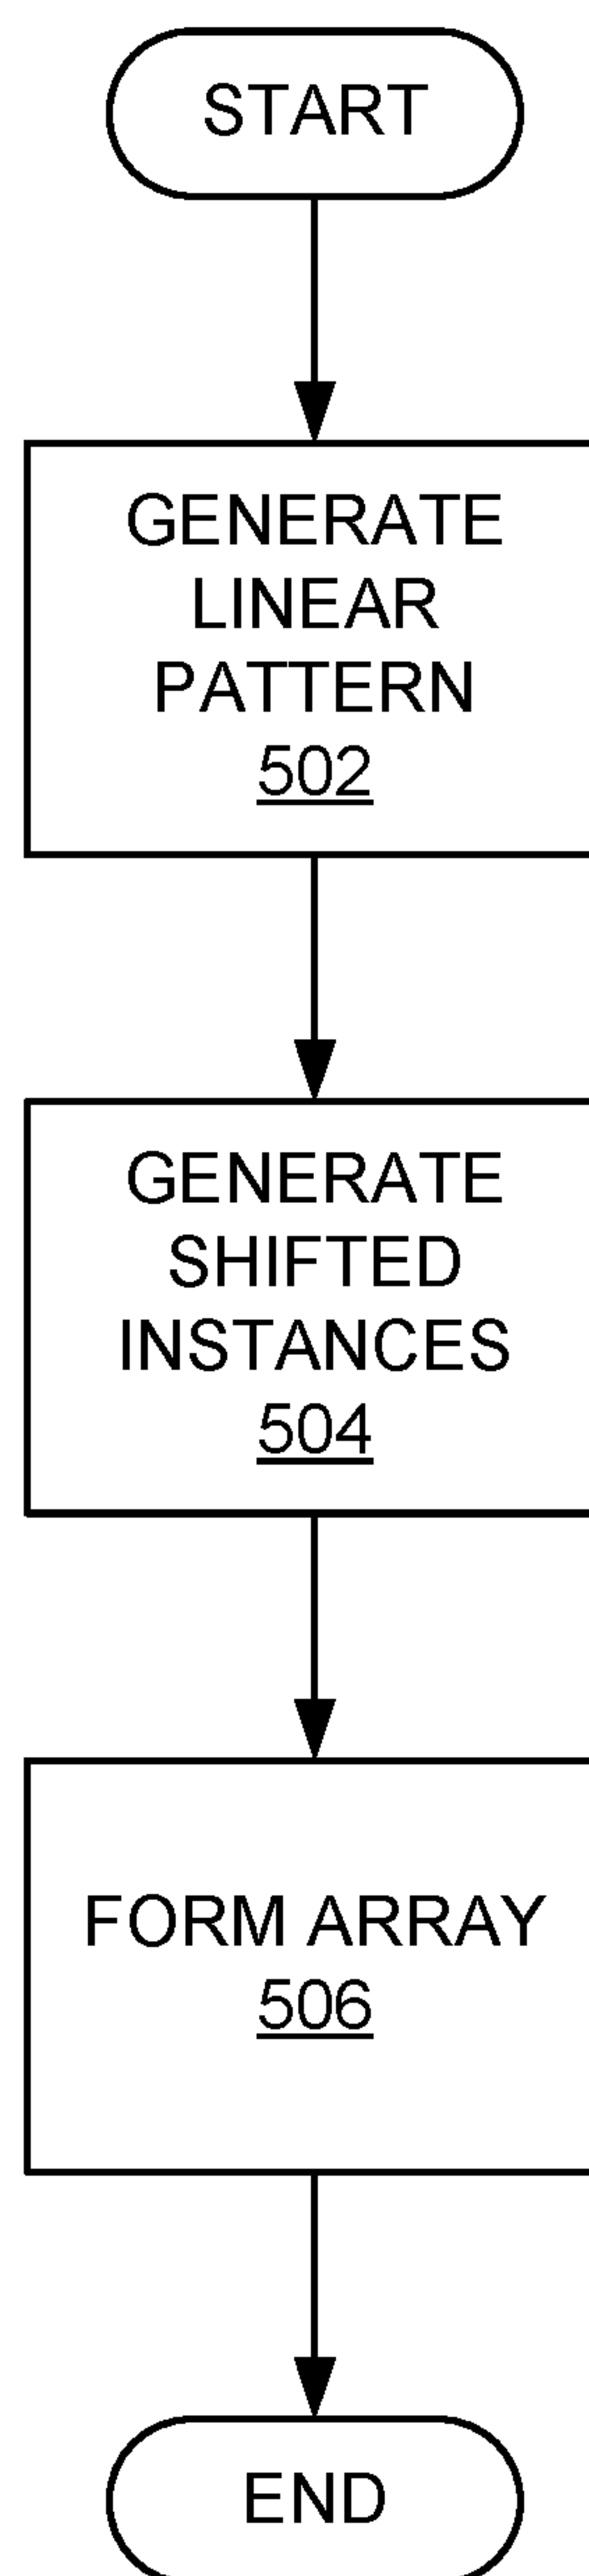 START
GENERATE
LINEAR
PATTERN
502
GENERATE
SHIFTED
INSTANCES
504
FORM ARRAY
506
END